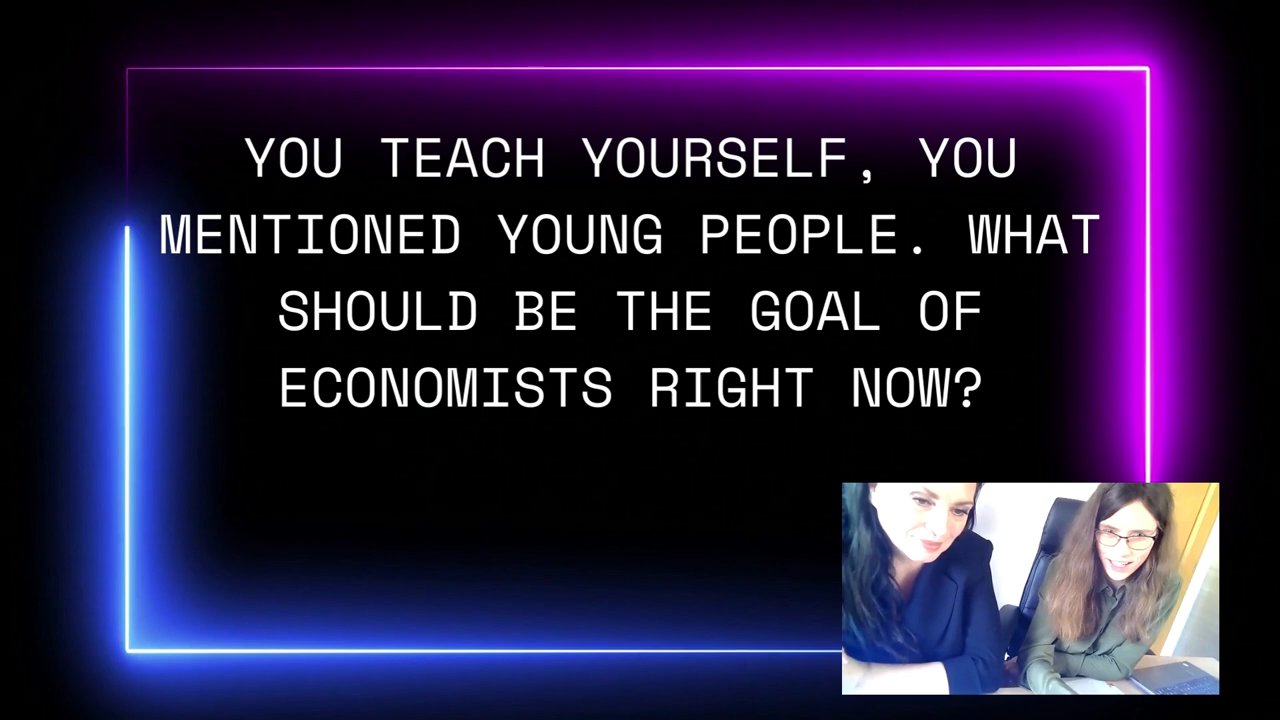 YOU TEACH YOURSELF, YOU
MENTIONED YOUNG PEOPLE. WHAT
SHOULD BE THE GOAL OF
ECONOMISTS RIGHT NOW?